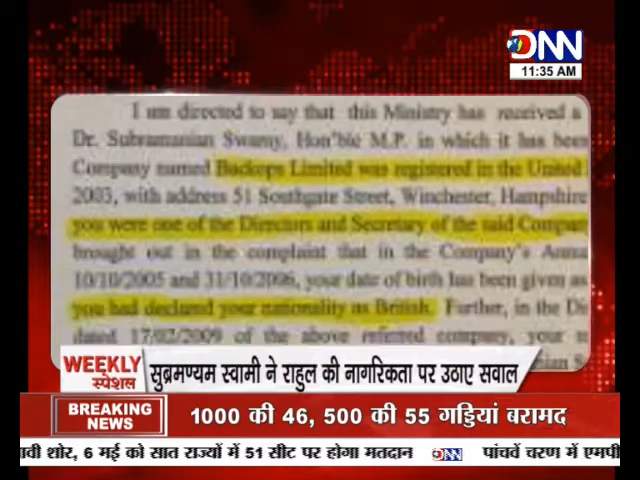 DNN
11:35 AM
I am directed to say that this Ministry has received a
Dr. Subramanian Swamy, Hon'ble M.P. in which it has been
Company named Backops Limited was registered in the United
2003, with address 51 Southgate Street, Winchester, Hampshire
you were one of the Directors and Secretary of the said Company
brought out in the complaint that in the Company's Annu
10/10/2005 and 31/10/2006, your date of birth has been given as
you had declared your nationality as British. Further, in the Di
dated 17/02/2009 of the above referred company, your n
WEEKLY
स्पेशल
सुब्रमण्यम स्वामी ने राहुल की नागरिकता पर उठाए सवाल
BREAKING
NEWS
1000 की 46, 500 की 55 गड्डियां बरामद
शोर, 6 मई को सात राज्यों में 51 सीट पर होगा मतदान DNN पांचवें चरण में एमपी